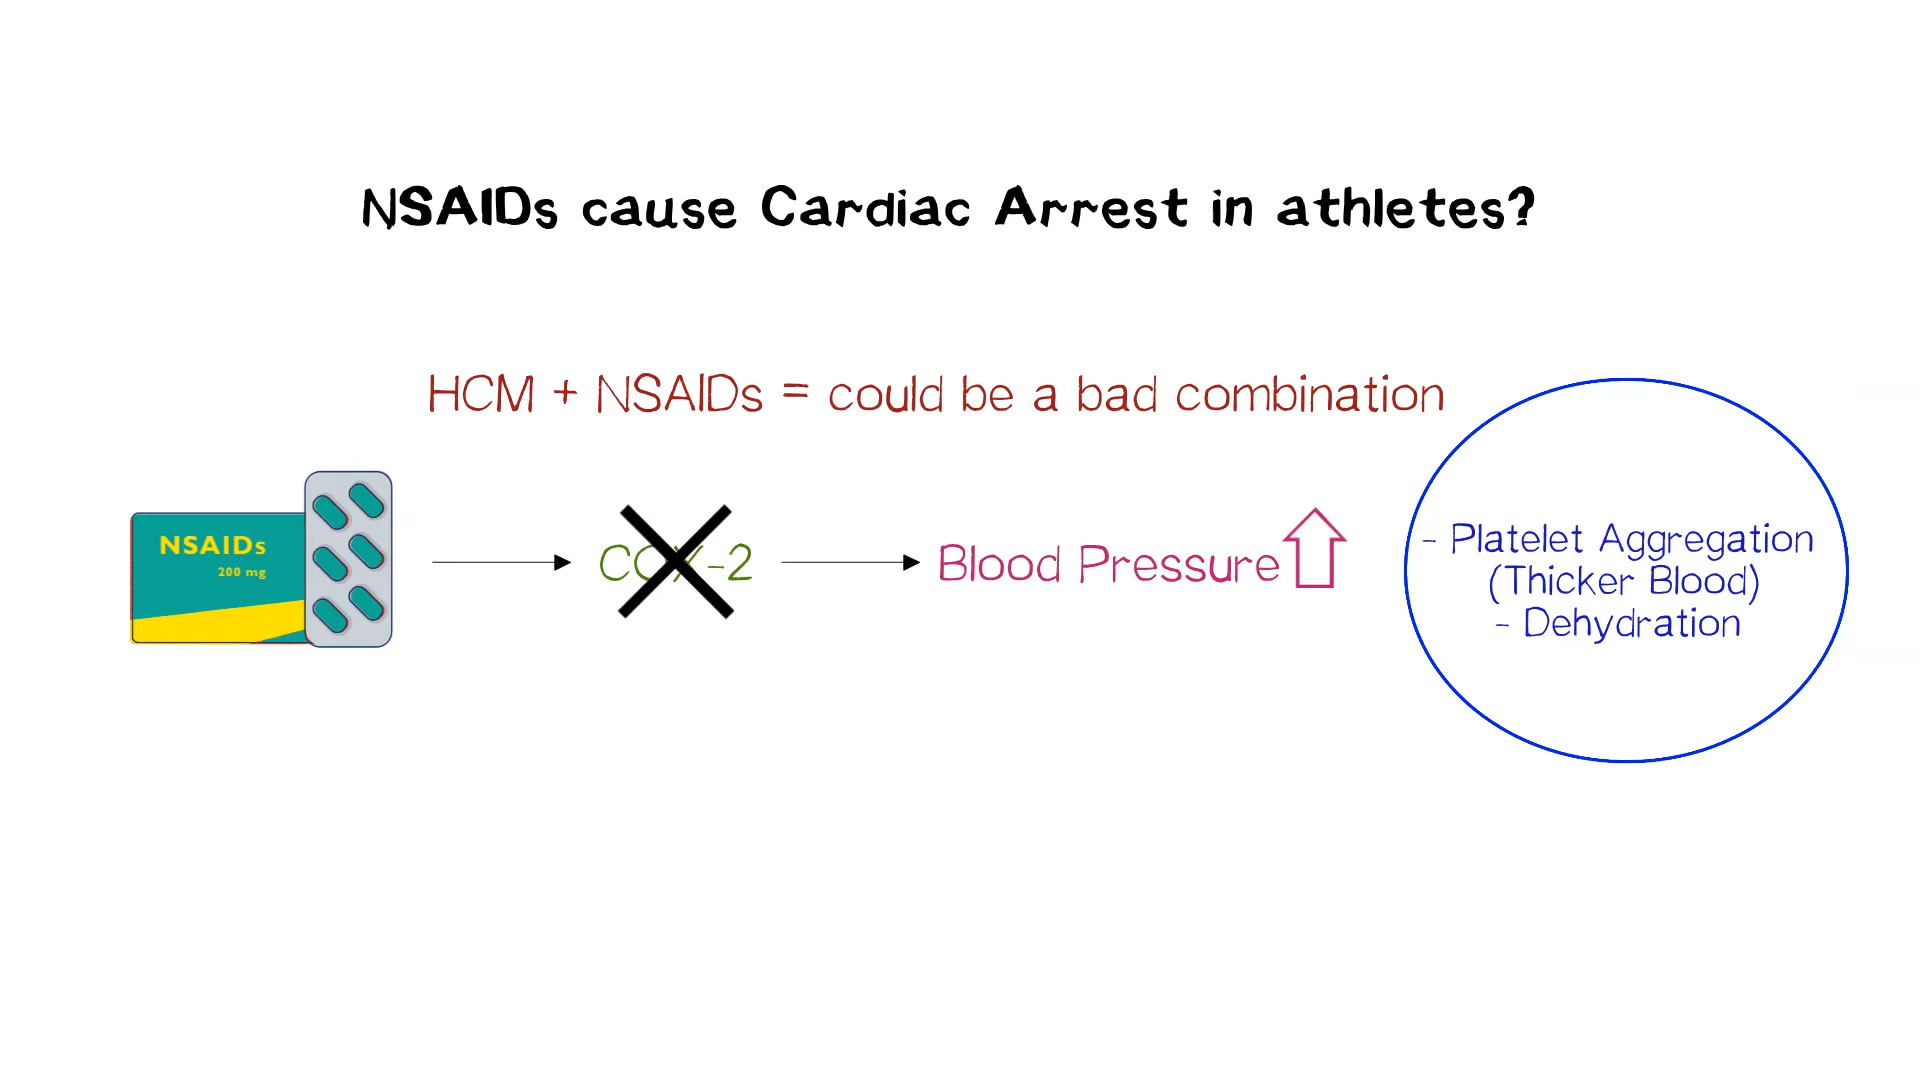 NSAIDs cause Cardiac Arrest in athletes?
HCM + NSAIDs = could be a bad combination
NSAIDs
200 mg
COX-2
Blood Pressure
- Platelet Aggregation
(Thicker Blood)
- Dehydration